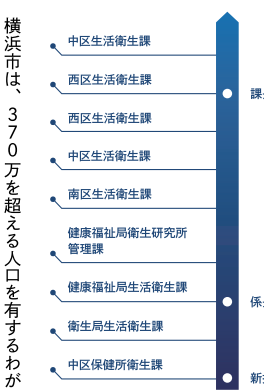 横浜市は、370万を超える人口を有するわが
中区生活衛生課
西区生活衛生課
西区生活衛生課
中区生活衛生課
南区生活衛生課
健康福祉局衛生研究所
管理課
健康福祉局生活衛生課
衛生局生活衛生課
中区保健所衛生課
課
係
新